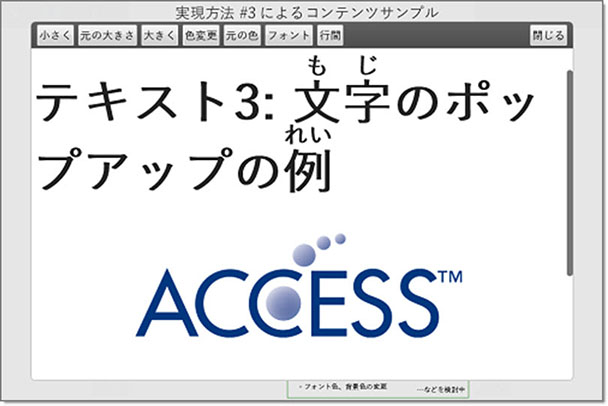 実現方法 #3 によるコンテンツサンプル
小さく 元の大きさ 大きく 色変更 元の色 フォント 行間 閉じる
も じ
テキスト3: 文字のポッ
れい
プアップの例
ACCESS™
・フォント色、背景色の変更
…などを検討中